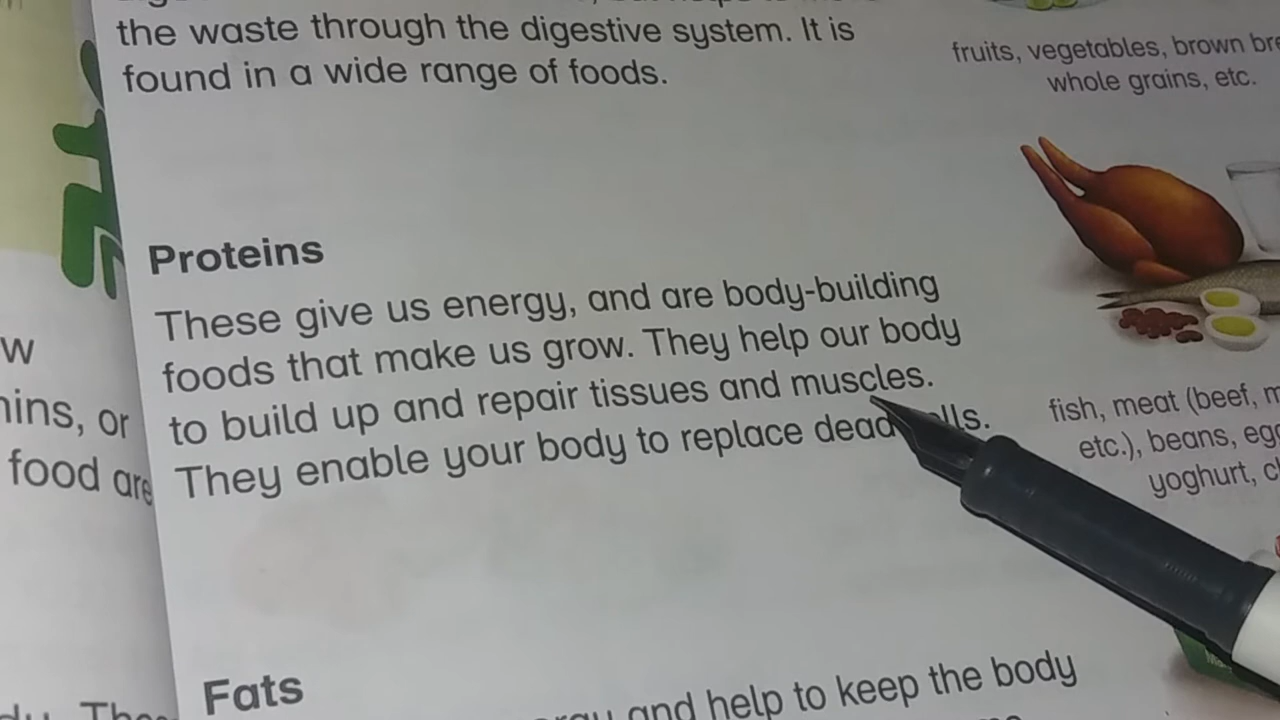 the waste through the digestive system. It is
found in a wide range of foods.
fruits, vegetables, brown
whole grains, etc.
Proteins
These give us energy, and are body-building
foods that make us grow. They help our body
to build up and repair tissues and muscles.
They enable your body to replace dead
fish, meat (beef,
etc.), beans,
yoghurt,
or
food are
Fats
and help to keep the body